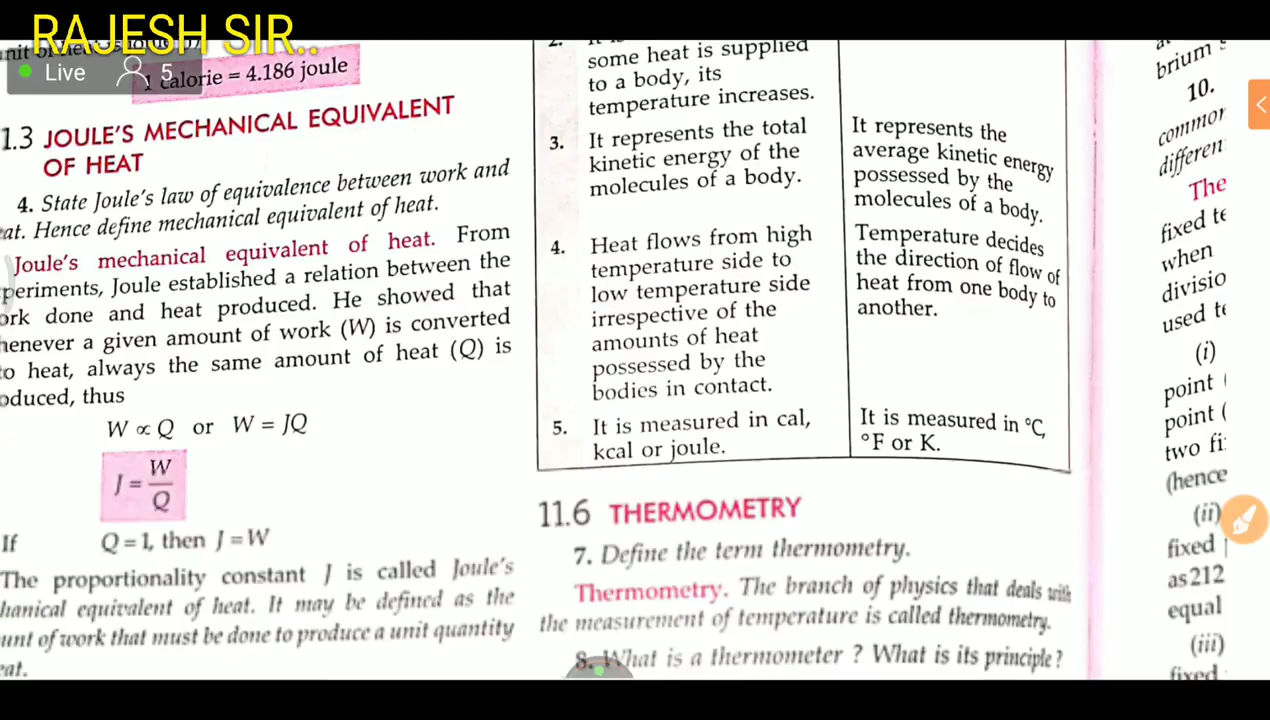 RAJESH SIR..
Live 5
1 calorie = 4.186 joule
1.3 JOULE'S MECHANICAL EQUIVALENT
OF HEAT
4. State Joule's law of equivalence between work and
eat. Hence define mechanical equivalent of heat.
Joule's mechanical equivalent of heat. From
periments, Joule established a relation between the
ork done and heat produced. He showed that
henever a given amount of work (W) is converted
to heat, always the same amount of heat (Q) is
oduced, thus
W ∝ Q or W = JQ
J = W/Q
If Q = 1, then J = W
The proportionality constant J is called Joule's
hanical equivalent of heat. It may be defined as the
unt of work that must be done to produce a unit quantity
eat.
some heat is supplied
to a body, its
temperature increases.
3. It represents the total
kinetic energy of the
molecules of a body.
It represents the
average kinetic energy
possessed by the
molecules of a body.
4. Heat flows from high
temperature side to
low temperature side
irrespective of the
amounts of heat
possessed by the
bodies in contact.
Temperature decides
the direction of flow of
heat from one body to
another.
5. It is measured in cal,
kcal or joule.
It is measured in °C,
°F or K.
11.6 THERMOMETRY
7. Define the term thermometry.
Thermometry. The branch of physics that deals with
the measurement of temperature is called thermometry.
8. What is a thermometer ? What is its principle ?
brium
10.
common
differen
The
fixed te
when
divisio
used te
(i)
point (
point (
two fi
(hence
(ii)
fixed
as 212
equal
(iii)
fixed